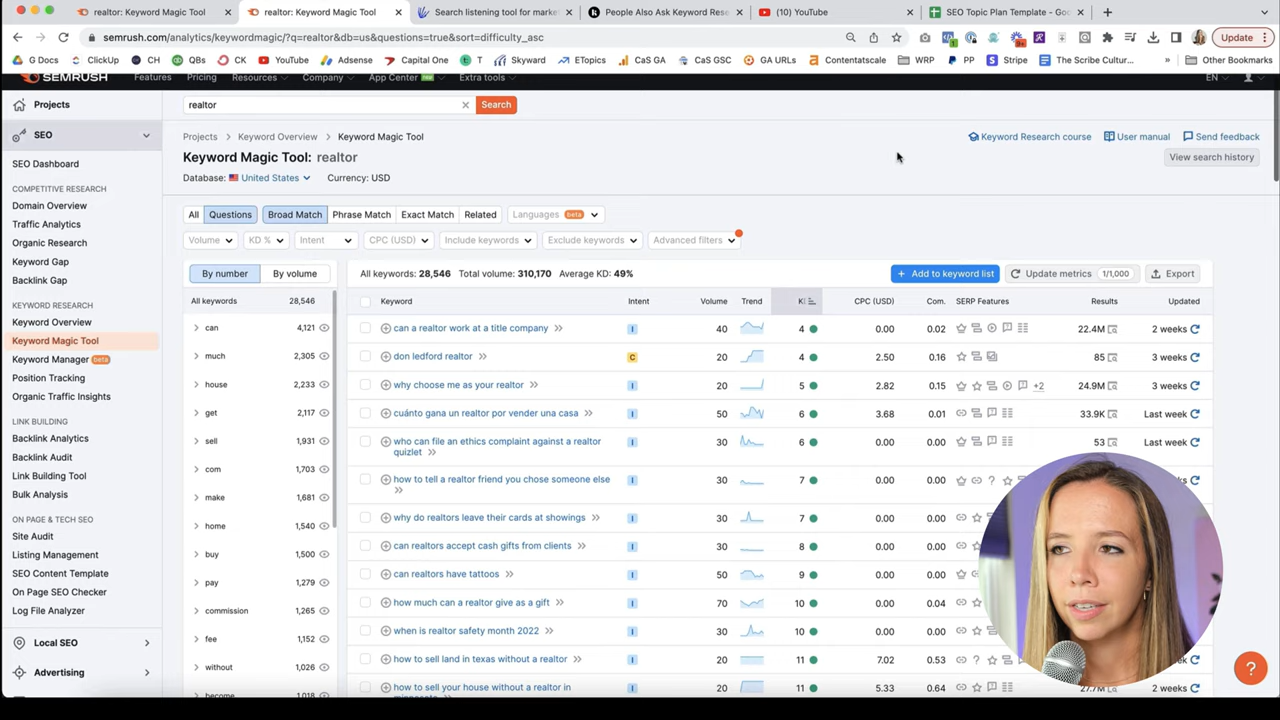 realtor: Keyword Magic Tool × realtor: Keyword Magic Tool × Search listening tool for marke × People Also Ask Keyword Rese × (10) YouTube × SEO Topic Plan Template - Goo × +
semrush.com/analytics/keywordmagic/?q=realtor&db=us&questions=true&sort=difficulty_asc Update
G Docs ClickUp CH QBs CK YouTube Adsense Capital One T Skyward ETopics CaS GA CaS GSC GA URLs Contentascale WRP PP Stripe The Scribe Cultur... » Other Bookmarks
SEMRUSH Features Pricing Resources Company App Center new Extra tools EN
Projects
SEO
SEO Dashboard
COMPETITIVE RESEARCH
Domain Overview
Traffic Analytics
Organic Research
Keyword Gap
Backlink Gap
KEYWORD RESEARCH
Keyword Overview
Keyword Magic Tool
Keyword Manager beta
Position Tracking
Organic Traffic Insights
LINK BUILDING
Backlink Analytics
Backlink Audit
Link Building Tool
Bulk Analysis
ON PAGE & TECH SEO
Site Audit
Listing Management
SEO Content Template
On Page SEO Checker
Log File Analyzer
Local SEO
Advertising
realtor × Search
Projects > Keyword Overview > Keyword Magic Tool
Keyword Research course User manual Send feedback
Keyword Magic Tool: realtor
View search history
Database: United States Currency: USD
All Questions Broad Match Phrase Match Exact Match Related Languages beta
Volume KD % Intent CPC (USD) Include keywords Exclude keywords Advanced filters
By number By volume
All keywords: 28,546 Total volume: 310,170 Average KD: 49%
+ Add to keyword list Update metrics 1/1,000 Export
All keywords 28,546
can 4,121
much 2,305
house 2,233
get 2,117
sell 1,931
com 1,703
make 1,681
home 1,540
buy 1,500
pay 1,279
commission 1,265
fee 1,152
without 1,026
become 1,018
Keyword Intent Volume Trend CPC (USD) Com. SERP Features Results Updated
can a realtor work at a title company I 40 4 0.00 0.02 22.4M 2 weeks
don ledford realtor C 20 4 2.50 0.16 85 3 weeks
why choose me as your realtor I 20 5 2.82 0.15 +2 24.9M 3 weeks
cuánto gana un realtor por vender una casa I 50 6 3.68 0.01 33.9K Last week
who can file an ethics complaint against a realtor quizlet I 30 6 0.00 0.00 53 Last week
how to tell a realtor friend you chose someone else I 30 7 0.00 0.00
why do realtors leave their cards at showings I 30 7 0.00 0.00
can realtors accept cash gifts from clients I 30 8 0.00 0.00
can realtors have tattoos I 50 9 0.00 0.00
how much can a realtor give as a gift I 70 10 0.00 0.04
when is realtor safety month 2022 I 30 10 0.00 0.00
how to sell land in texas without a realtor I 20 11 7.02 0.53
how to sell your house without a realtor in I 20 11 5.33 0.64 27.7M 2 weeks
?